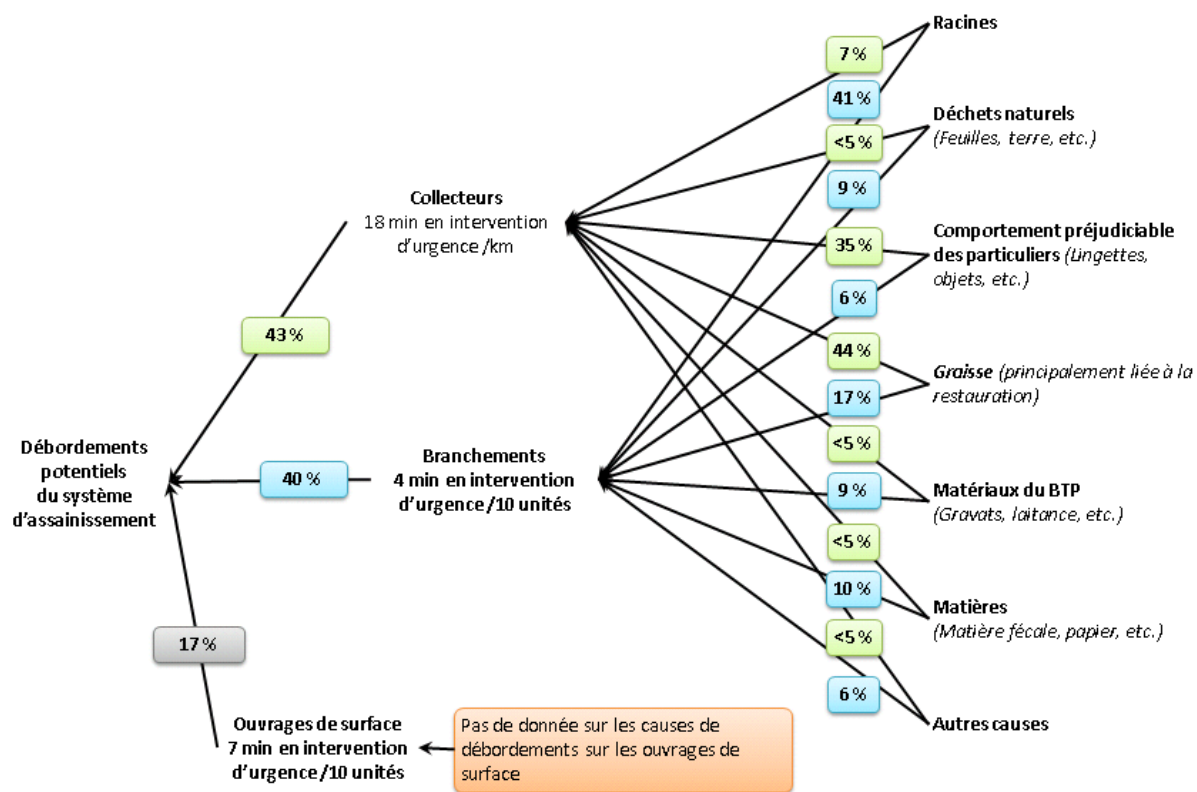 Racines
7 %
41 %
Déchets naturels
(Feuilles, terre, etc.)
<5 %
9 %
Collecteurs
18 min en intervention
d'urgence /km
Comportement préjudiciable
des particuliers (Lingettes,
objets, etc.)
35 %
6 %
43 %
44 %
Graisse (principalement liée à la
restauration)
17 %
Débordements
potentiels
du système
d'assainissement
40 %
Branchements
4 min en intervention
d'urgence /10 unités
<5 %
9 %
Matériaux du BTP
(Gravats, laitance, etc.)
<5 %
10 %
Matières
(Matière fécale, papier, etc.)
17 %
<5 %
6 %
Autres causes
Ouvrages de surface
7 min en intervention
d'urgence /10 unités
Pas de donnée sur les causes de
débordements sur les ouvrages de
surface